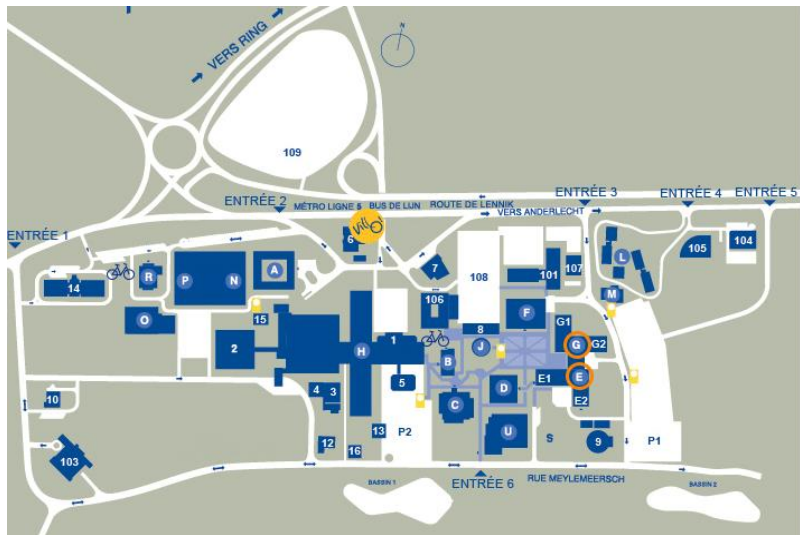 VERS RING
N
109
ENTRÉE 1
ENTRÉE 2
MÉTRO LIGNE 5 BUS DE LIJN ROUTE DE LENNIK
ENTRÉE 3
ENTRÉE 4
ENTRÉE 5
VERS ANDERLECHT
Villo
6
7
108
101
107
L
105
104
14
R
P
N
A
M
O
15
2
106
F
8
G1
G
G2
H
1
J
B
E1
E
E2
5
D
C
4
3
10
103
12
13
16
P2
U
S
9
P1
ENTRÉE 6
RUE MEYLEMEERSCH
BASSIN 1
BASSIN 2